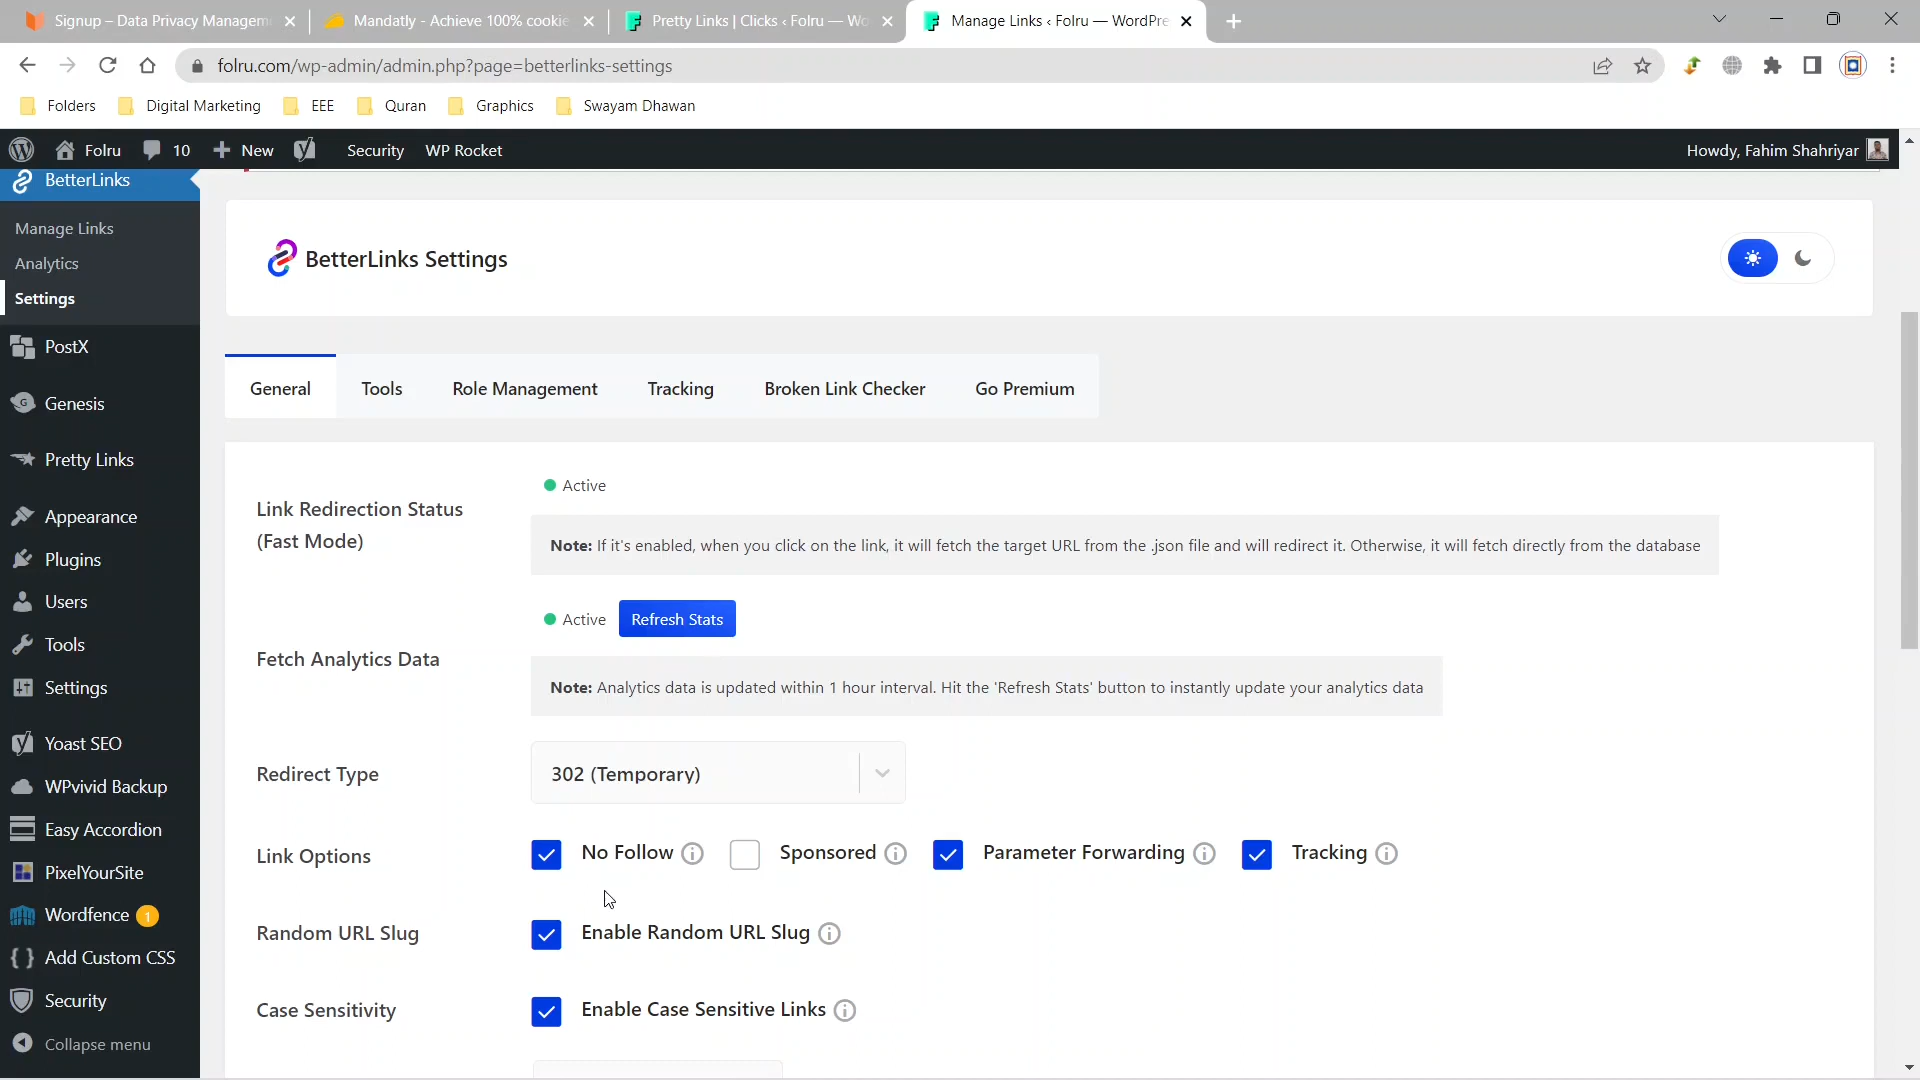 Signup – Data Privacy Managem
Mandatly - Achieve 100% cookie
Pretty Links | Clicks ‹ Folru — Wo
Manage Links ‹ Folru — WordPre
folru.com/wp-admin/admin.php?page=betterlinks-settings
Folders
Digital Marketing
EEE
Quran
Graphics
Swayam Dhawan
Folru
10
New
Security
WP Rocket
Howdy, Fahim Shahriyar
BetterLinks
Manage Links
Analytics
Settings
PostX
Genesis
Pretty Links
Appearance
Plugins
Users
Tools
Settings
Yoast SEO
WPvivid Backup
Easy Accordion
PixelYourSite
Wordfence 1
Add Custom CSS
Security
Collapse menu
BetterLinks Settings
General
Tools
Role Management
Tracking
Broken Link Checker
Go Premium
Link Redirection Status
(Fast Mode)
Active
Note: If it's enabled, when you click on the link, it will fetch the target URL from the .json file and will redirect it. Otherwise, it will fetch directly from the database
Fetch Analytics Data
Active
Refresh Stats
Note: Analytics data is updated within 1 hour interval. Hit the 'Refresh Stats' button to instantly update your analytics data
Redirect Type
302 (Temporary)
Link Options
No Follow
Sponsored
Parameter Forwarding
Tracking
Random URL Slug
Enable Random URL Slug
Case Sensitivity
Enable Case Sensitive Links